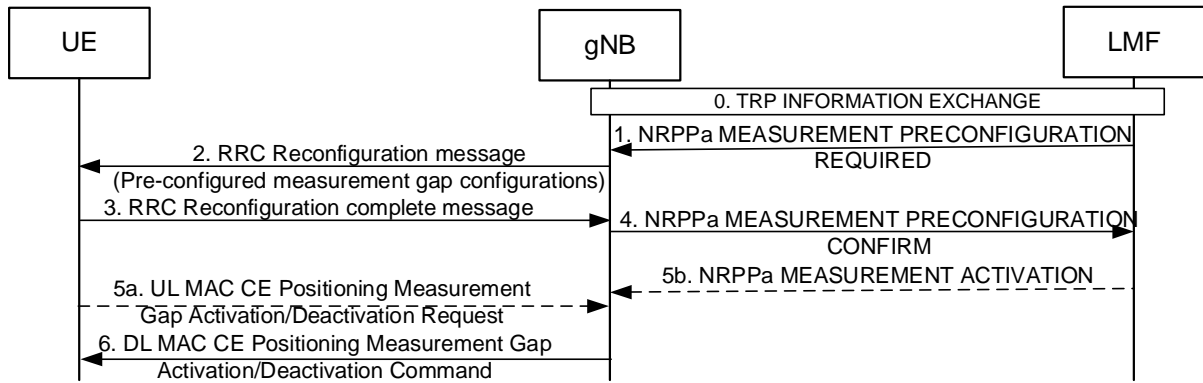 UE
gNB
LMF
0. TRP INFORMATION EXCHANGE
1. NRPPa MEASUREMENT PRECONFIGURATION
REQUIRED
2. RRC Reconfiguration message
(Pre-configured measurement gap configurations)
3. RRC Reconfiguration complete message
4. NRPPa MEASUREMENT PRECONFIGURATION
CONFIRM
5a. UL MAC CE Positioning Measurement
Gap Activation/Deactivation Request
5b. NRPPa MEASUREMENT ACTIVATION
6. DL MAC CE Positioning Measurement Gap
Activation/Deactivation Command